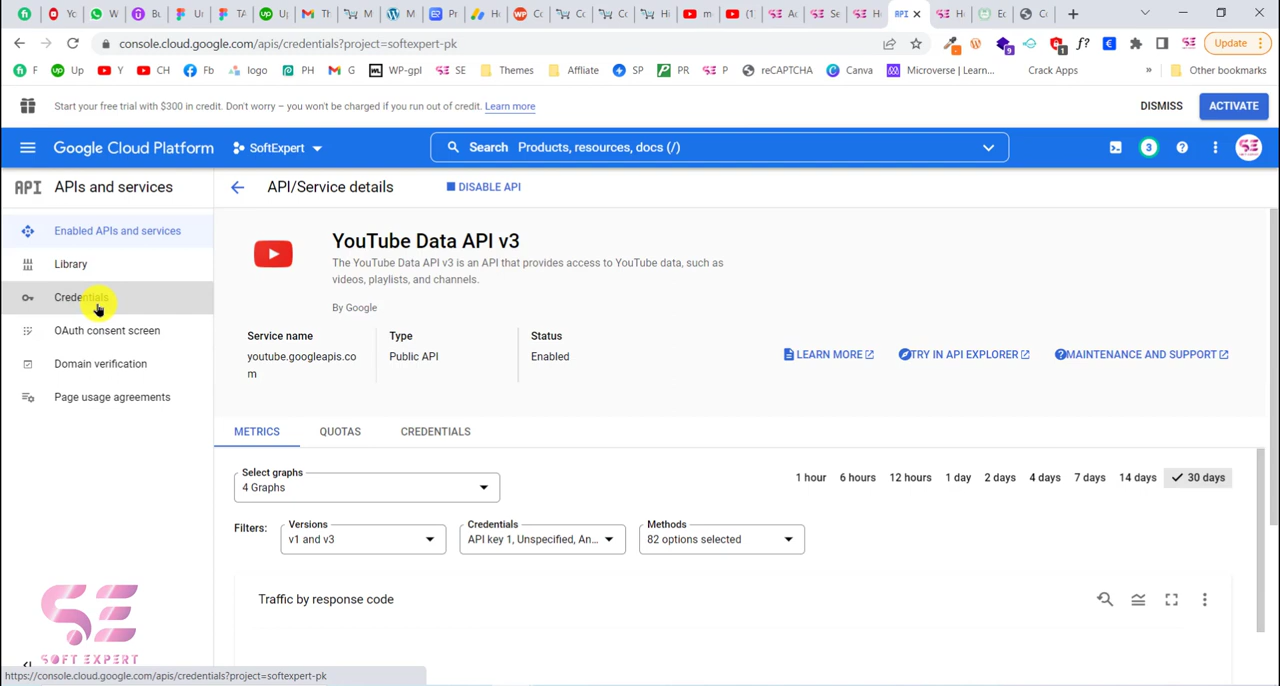 console.cloud.google.com/apis/credentials?project=softexpert-pk
Update
F Up Y CH Fb logo PH G WP-gpl SE Themes Affliate SP PR P reCAPTCHA Canva Microverse | Learn... Crack Apps » Other bookmarks
Start your free trial with $300 in credit. Don't worry – you won't be charged if you run out of credit. Learn more
DISMISS
ACTIVATE
Google Cloud Platform
SoftExpert
Search Products, resources, docs (/)
3
API APIs and services
API/Service details
DISABLE API
Enabled APIs and services
Library
Credentials
OAuth consent screen
Domain verification
Page usage agreements
YouTube Data API v3
The YouTube Data API v3 is an API that provides access to YouTube data, such as
videos, playlists, and channels.
By Google
Service name
youtube.googleapis.co
m
Type
Public API
Status
Enabled
LEARN MORE
TRY IN API EXPLORER
MAINTENANCE AND SUPPORT
METRICS
QUOTAS
CREDENTIALS
Select graphs
4 Graphs
1 hour 6 hours 12 hours 1 day 2 days 4 days 7 days 14 days 30 days
Filters:
Versions
v1 and v3
Credentials
API key 1, Unspecified, An...
Methods
82 options selected
Traffic by response code
SE
SOFT EXPERT
https://console.cloud.google.com/apis/credentials?project=softexpert-pk